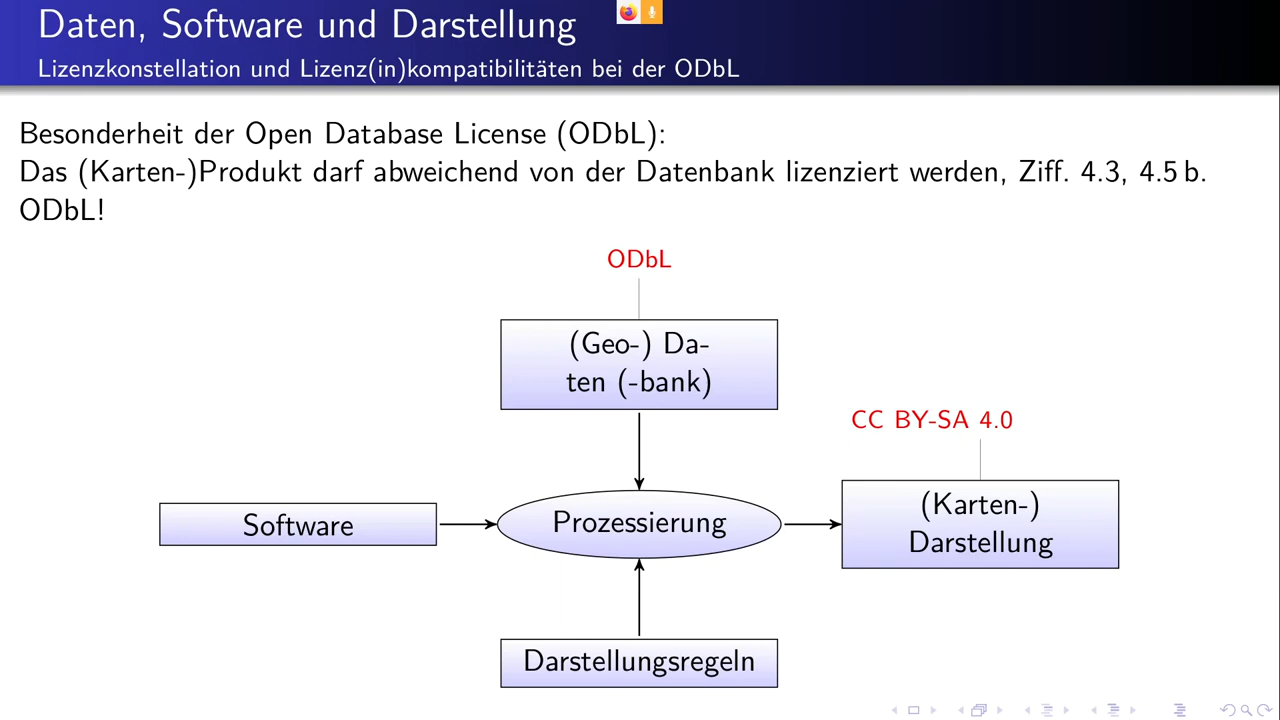 Daten, Software und Darstellung
Lizenzkonstellation und Lizenz(in)kompatibilitäten bei der ODbL
Besonderheit der Open Database License (ODbL):
Das (Karten-)Produkt darf abweichend von der Datenbank lizenziert werden, Ziff. 4.3, 4.5 b.
ODbL!
ODbL
(Geo-) Da-
ten (-bank)
CC BY-SA 4.0
(Karten-)
Darstellung
Software
Prozessierung
Darstellungsregeln